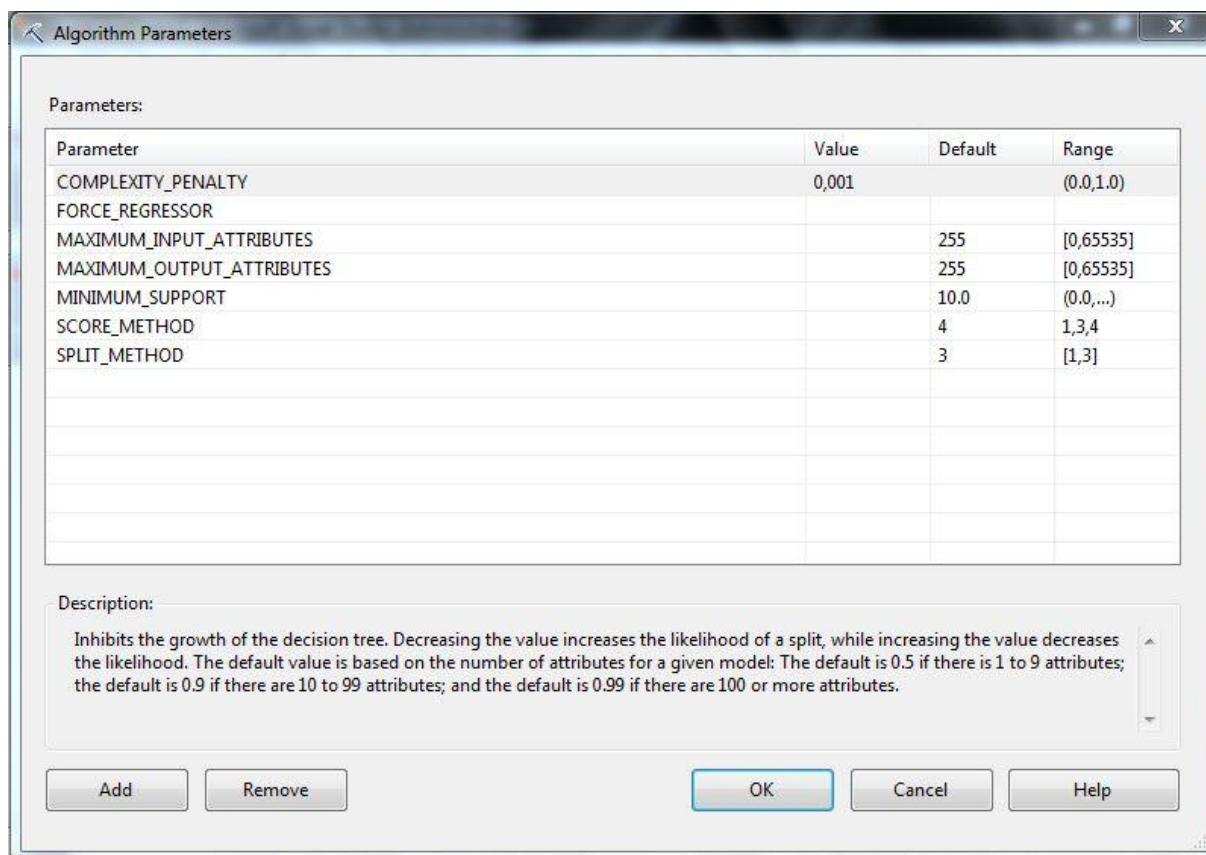 Algorithm Parameters
Parameters:
Parameter Value Default Range
COMPLEXITY_PENALTY 0,001 (0.0,1.0)
FORCE_REGRESSOR
MAXIMUM_INPUT_ATTRIBUTES 255 [0,65535]
MAXIMUM_OUTPUT_ATTRIBUTES 255 [0,65535]
MINIMUM_SUPPORT 10.0 (0.0,...)
SCORE_METHOD 4 1,3,4
SPLIT_METHOD 3 [1,3]
Description:
Inhibits the growth of the decision tree. Decreasing the value increases the likelihood of a split, while increasing the value decreases
the likelihood. The default value is based on the number of attributes for a given model: The default is 0.5 if there is 1 to 9 attributes;
the default is 0.9 if there are 10 to 99 attributes; and the default is 0.99 if there are 100 or more attributes.
Add Remove OK Cancel Help